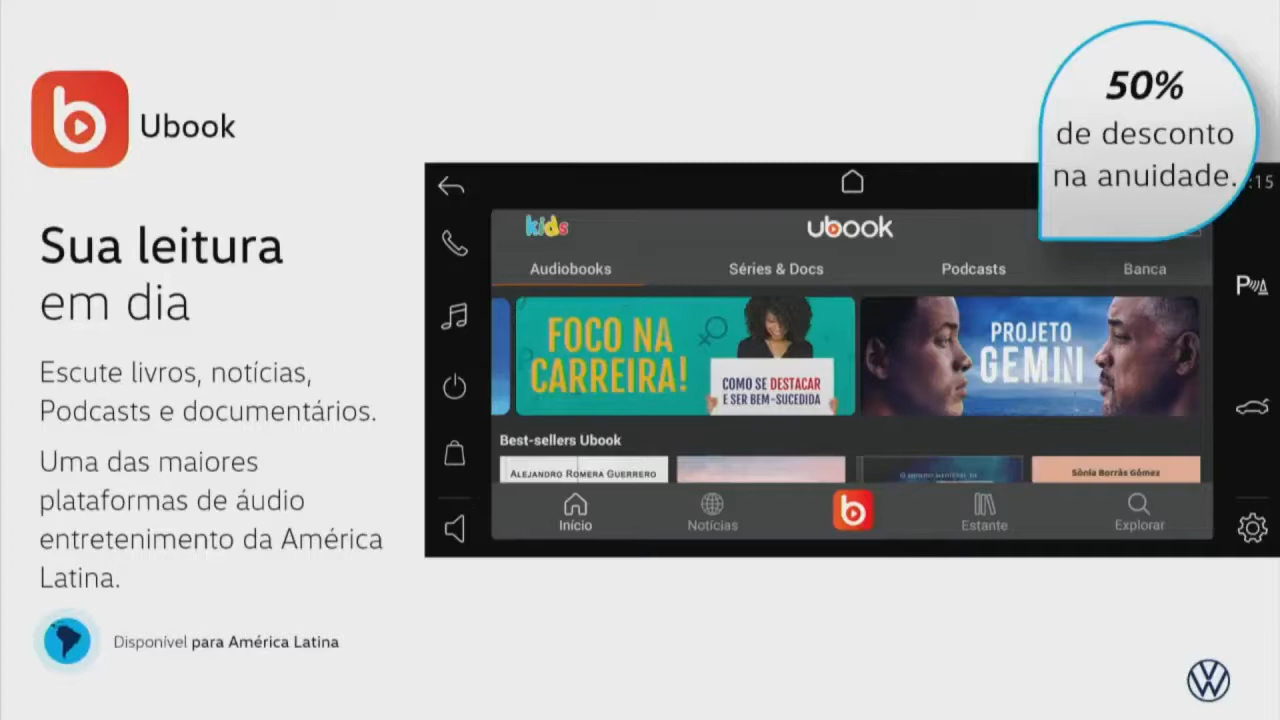 Ubook
50%
de desconto
na anuidade.
Sua leitura
em dia
Escute livros, notícias,
Podcasts e documentários.
Uma das maiores
plataformas de áudio
entretenimento da América
Latina.
Disponível para América Latina
:15
kids
ubook
Audiobooks
Séries & Docs
Podcasts
Banca
FOCO NA
CARREIRA!
COMO SE DESTACAR
E SER BEM-SUCEDIDA
PROJETO
GEMINI
Best-sellers Ubook
ALEJANDRO ROMERA GUERRERO
Sônia Borrás Gómez
Início
Notícias
Estante
Explorar
P